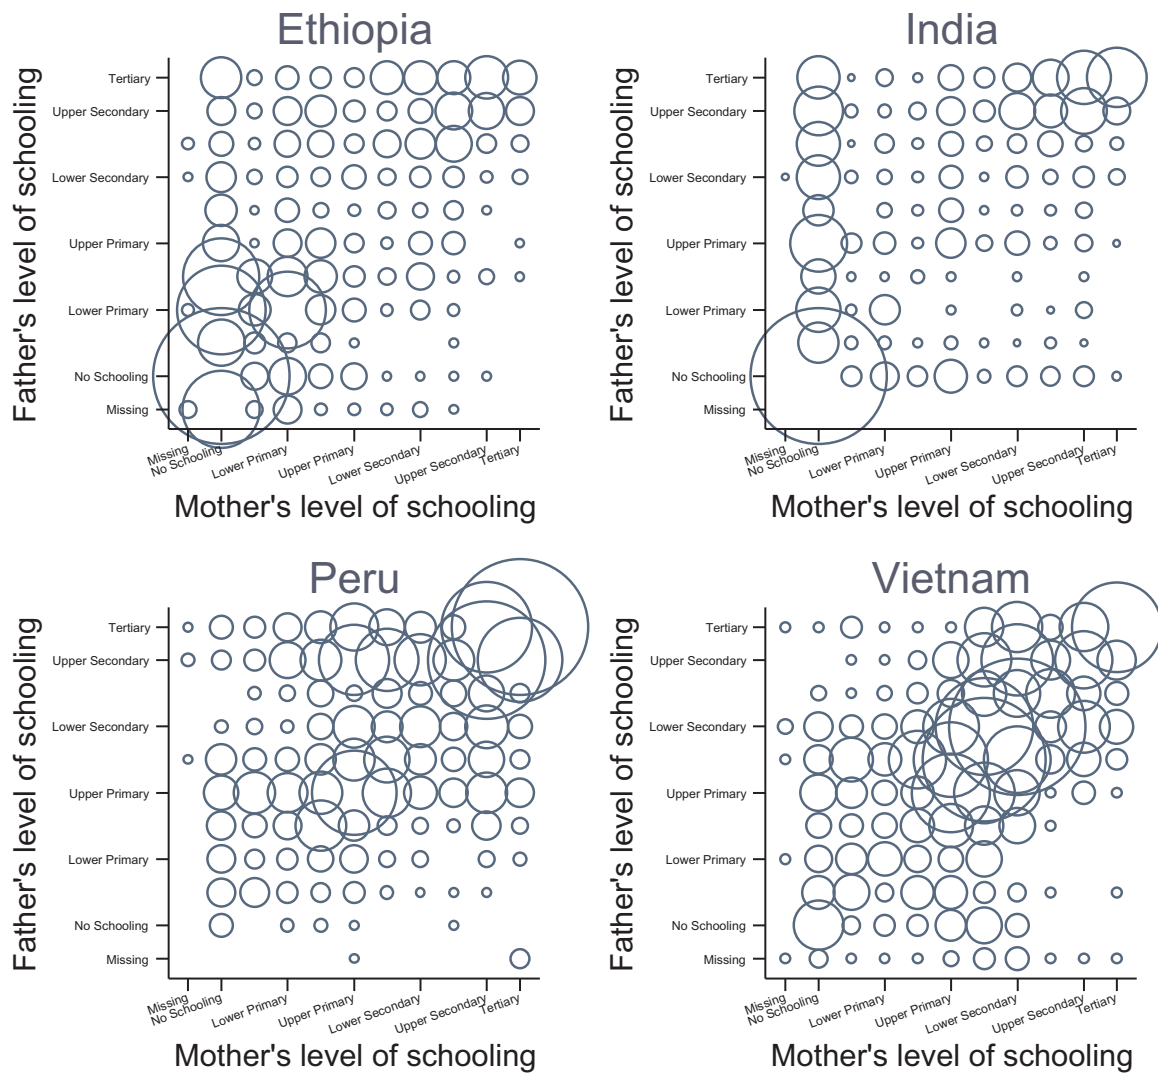 Ethiopia
Father's level of schooling
Tertiary
Upper Secondary
Lower Secondary
Upper Primary
Lower Primary
No Schooling
Missing
Missing
No Schooling
Lower Primary
Upper Primary
Lower Secondary
Upper Secondary
Tertiary
Mother's level of schooling
India
Father's level of schooling
Tertiary
Upper Secondary
Lower Secondary
Upper Primary
Lower Primary
No Schooling
Missing
Missing
No Schooling
Lower Primary
Upper Primary
Lower Secondary
Upper Secondary
Tertiary
Mother's level of schooling
Peru
Father's level of schooling
Tertiary
Upper Secondary
Lower Secondary
Upper Primary
Lower Primary
No Schooling
Missing
Missing
No Schooling
Lower Primary
Upper Primary
Lower Secondary
Upper Secondary
Tertiary
Mother's level of schooling
Vietnam
Father's level of schooling
Tertiary
Upper Secondary
Lower Secondary
Upper Primary
Lower Primary
No Schooling
Missing
Missing
No Schooling
Lower Primary
Upper Primary
Lower Secondary
Upper Secondary
Tertiary
Mother's level of schooling